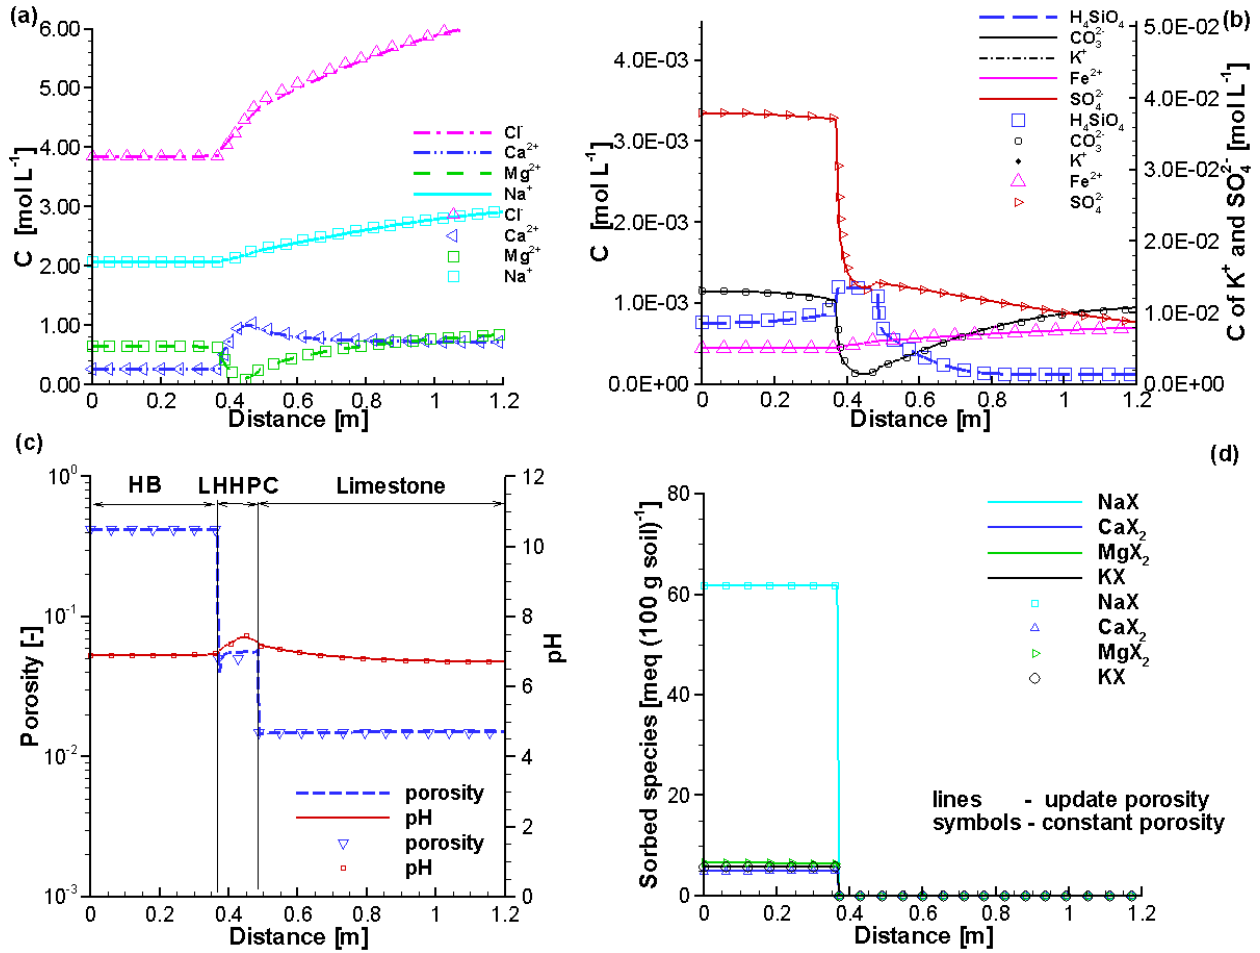 (a)
6.00
5.00
4.00
3.00
2.00
1.00
0.00
C [mol L⁻¹]
Cl⁻
Ca²⁺
Mg²⁺
Na⁺
Cl⁻
Ca²⁺
Mg²⁺
Na⁺
0 0.2 0.4 0.6 0.8 1 1.2
Distance [m]
(b)
4.0E-03
3.0E-03
2.0E-03
1.0E-03
0.0E+00
C [mol L⁻¹]
H₄SiO₄
CO₃²⁻
K⁺
Fe²⁺
SO₄²⁻
H₄SiO₄
CO₃²⁻
K⁺
Fe²⁺
SO₄²⁻
5.0E-02
4.0E-02
3.0E-02
2.0E-02
1.0E-02
0.0E+00
C of K⁺ and SO₄²⁻ [mol L⁻¹]
0 0.2 0.4 0.6 0.8 1 1.2
Distance [m]
(c)
10⁰
10⁻¹
10⁻²
10⁻³
Porosity [-]
HB LHHPC Limestone
12
10
8
6
4
2
0
pH
porosity
pH
porosity
pH
0 0.2 0.4 0.6 0.8 1 1.2
Distance [m]
(d)
80
60
40
20
0
Sorbed species [meq (100 g soil)⁻¹]
NaX
CaX₂
MgX₂
KX
NaX
CaX₂
MgX₂
KX
lines - update porosity
symbols - constant porosity
0 0.2 0.4 0.6 0.8 1 1.2
Distance [m]